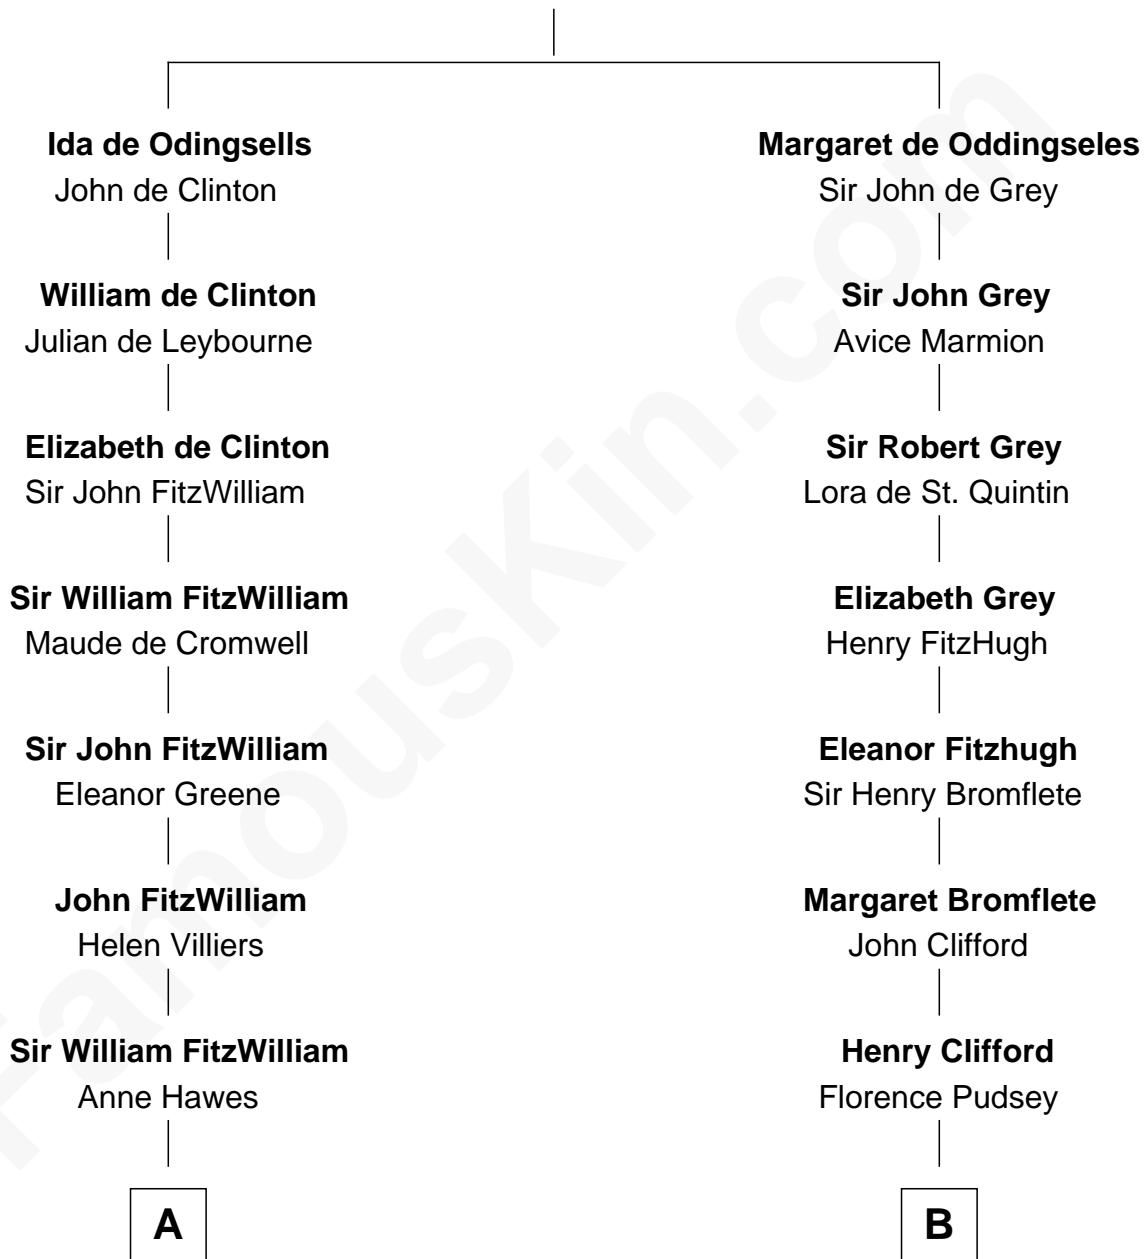 Ida de Odingsells
John de Clinton
William de Clinton
Julian de Leybourne
Elizabeth de Clinton
Sir John FitzWilliam
Sir William FitzWilliam
Maude de Cromwell
Sir John FitzWilliam
Eleanor Greene
John FitzWilliam
Helen Villiers
Sir William FitzWilliam
Anne Hawes
A
Margaret de Oddingseles
Sir John de Grey
Sir John Grey
Avice Marmion
Sir Robert Grey
Lora de St. Quintin
Elizabeth Grey
Henry FitzHugh
Eleanor Fitzhugh
Sir Henry Bromflete
Margaret Bromflete
John Clifford
Henry Clifford
Florence Pudsey
B
FamousKin.com